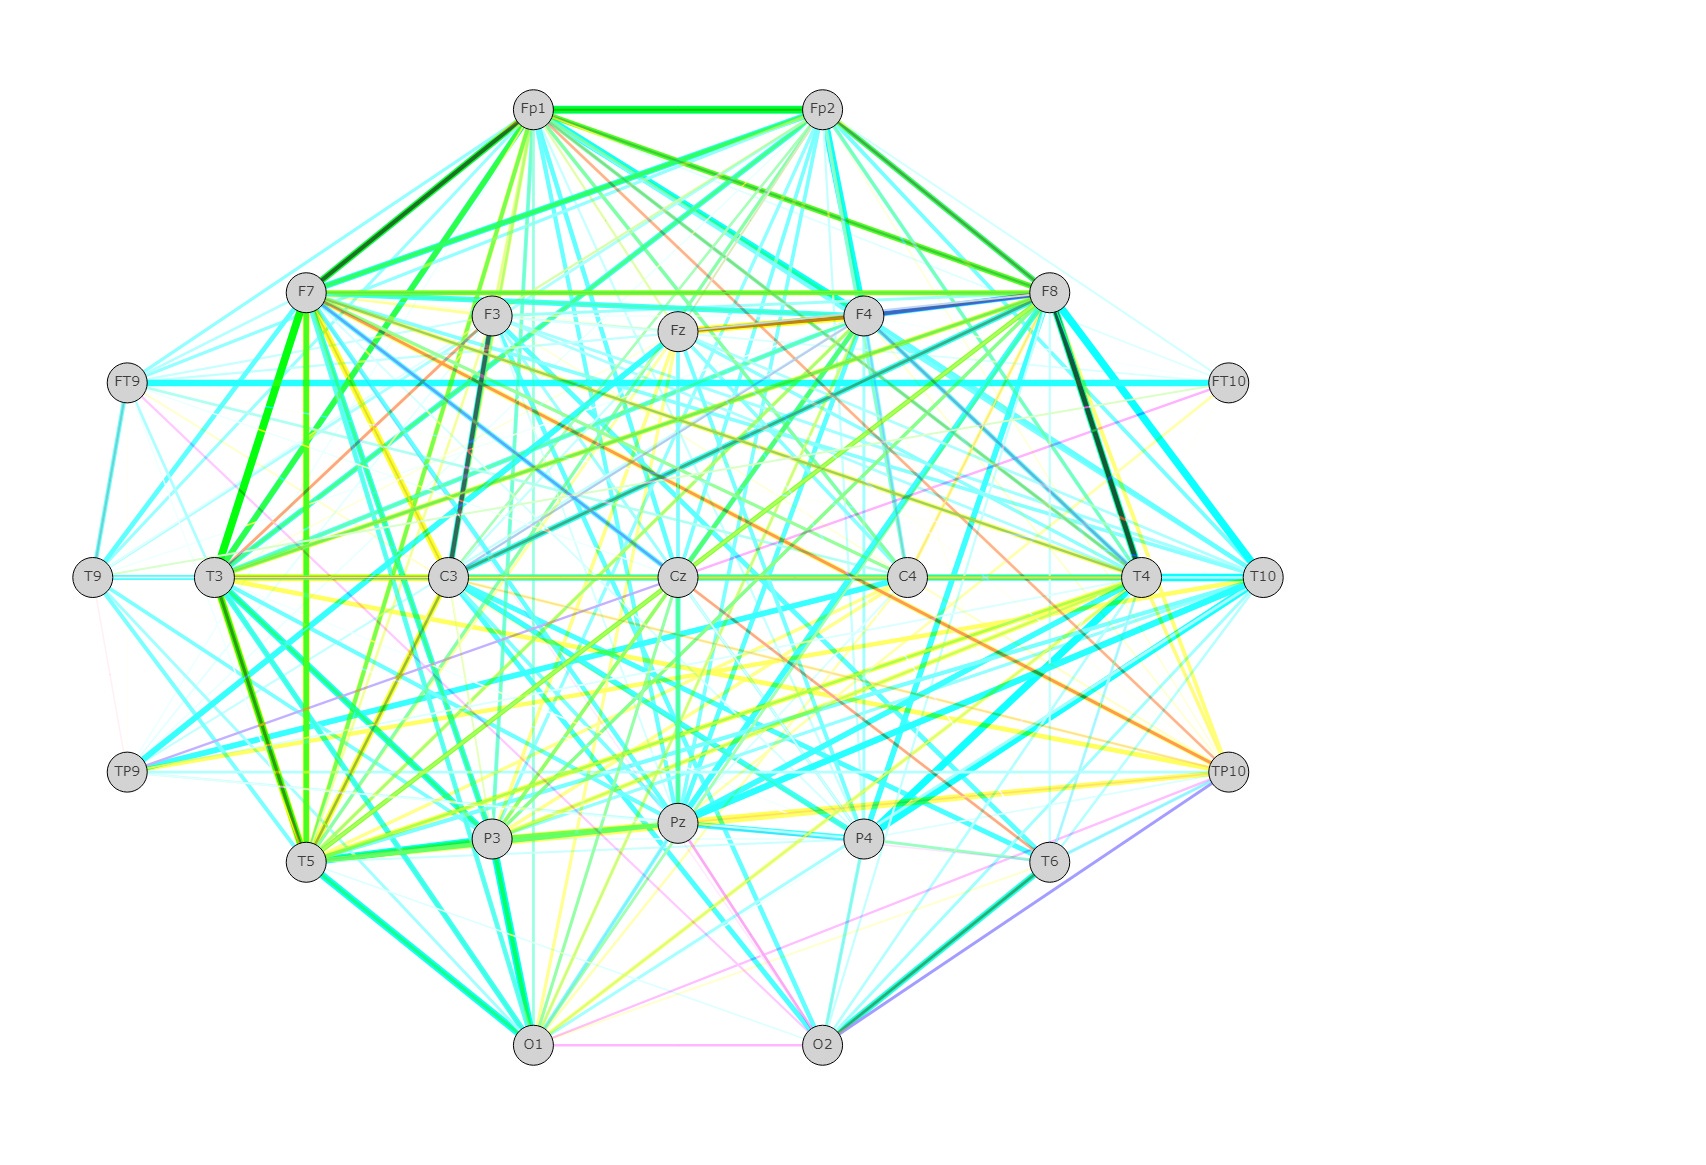 Fp1 Fp2
F7 F3 Fz F4 F8
FT9 FT10
T9 T3 C3 Cz C4 T4 T10
TP9 TP10
T5 P3 Pz P4 T6
O1 O2